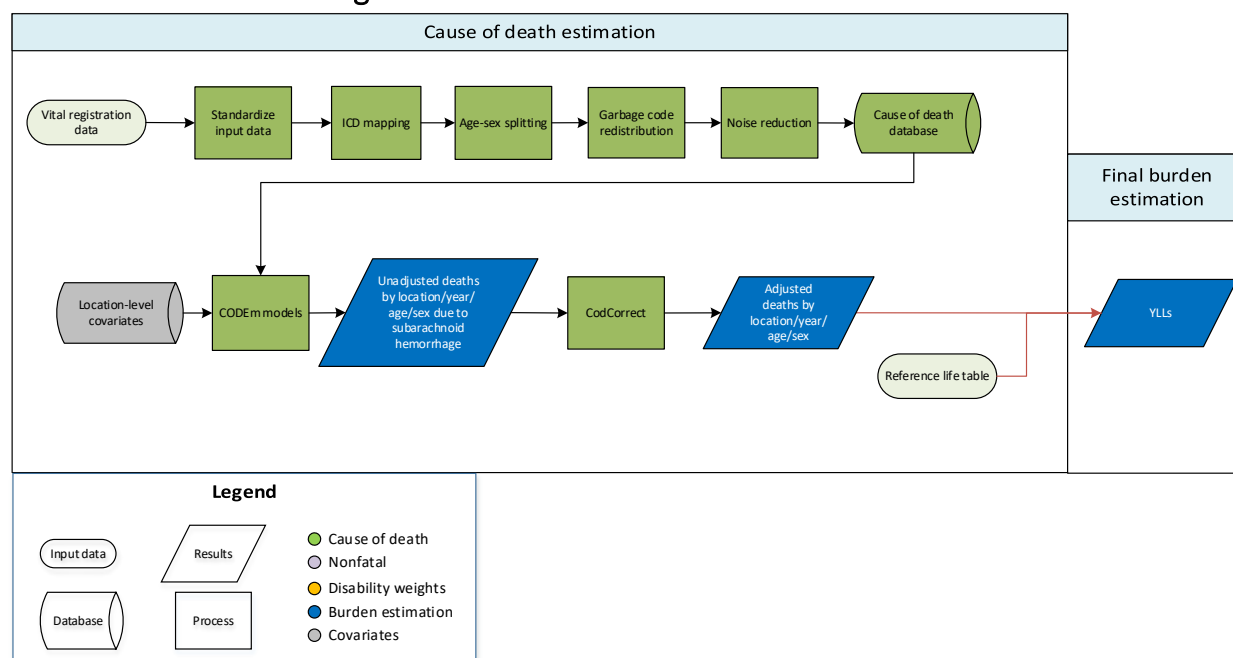 Cause of death estimation
Vital registration
data
Standardize
input data
ICD mapping
Age-sex splitting
Garbage code
redistribution
Noise reduction
Cause of death
database
Final burden
estimation
Location-level
covariates
CODEm models
Unadjusted deaths
by location/year/
age/sex due to
subarachnoid
hemorrhage
CodCorrect
Adjusted
deaths by
location/year/
age/sex
YLLs
Reference life table
Legend
Input data
Results
Database
Process
Cause of death
Nonfatal
Disability weights
Burden estimation
Covariates